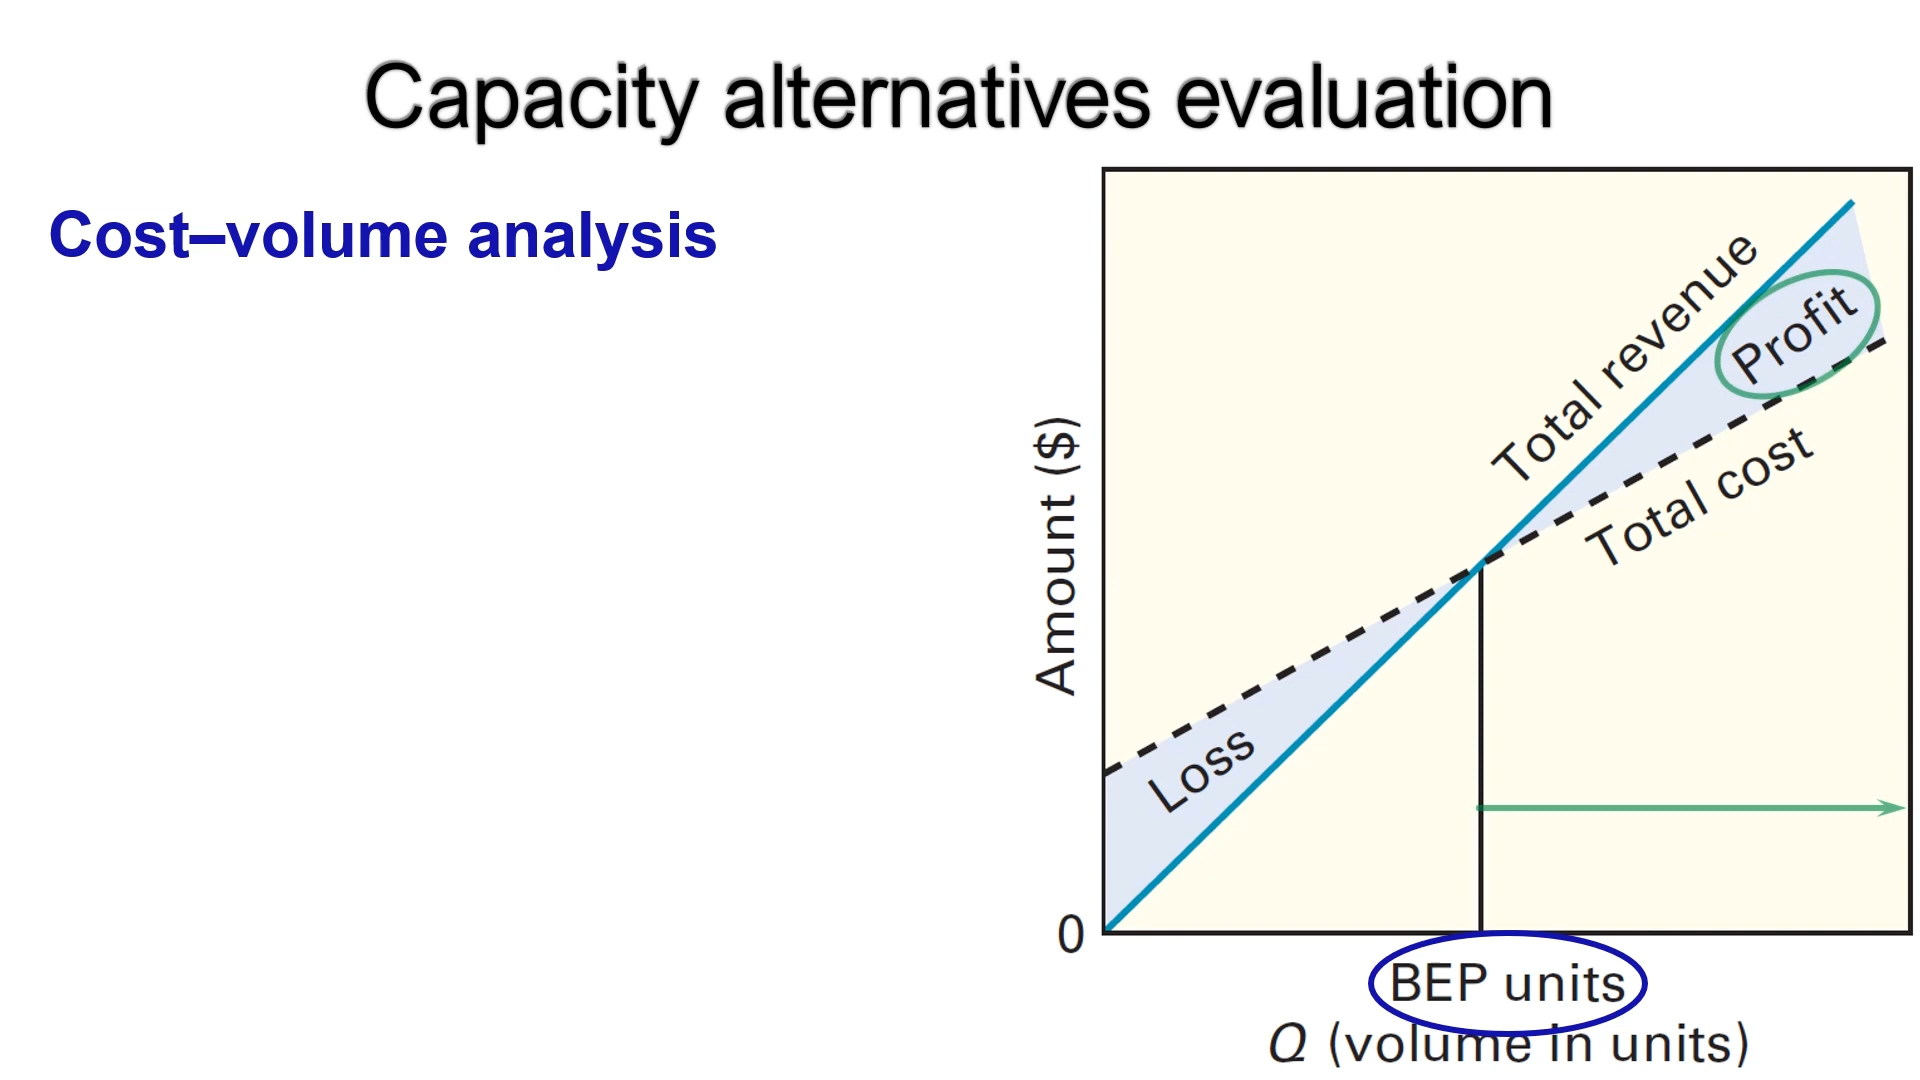 Capacity alternatives evaluation
Cost–volume analysis
Amount ($)
Total revenue
Profit
Total cost
Loss
0
BEP units
Q (volume in units)